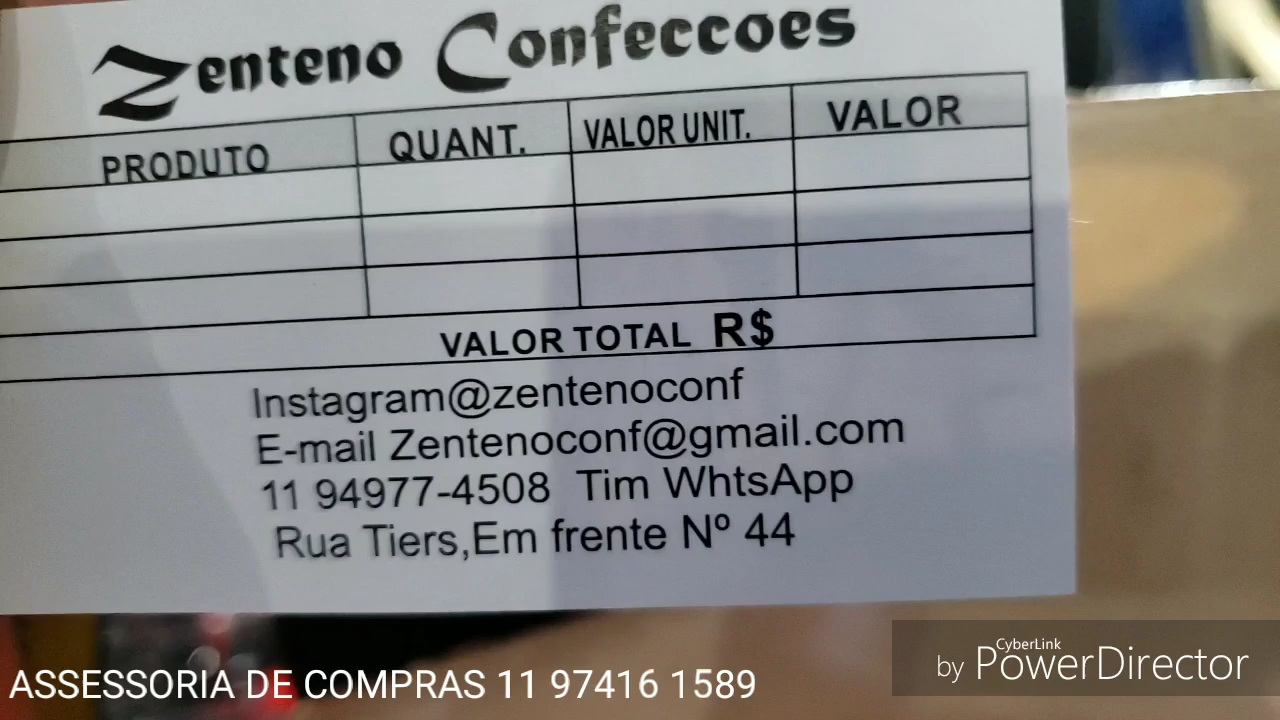 Zenteno Confeccoes
PRODUTO QUANT. VALOR UNIT. VALOR
VALOR TOTAL R$
Instagram@zentenoconf
E-mail Zentenoconf@gmail.com
11 94977-4508 Tim WhtsApp
Rua Tiers,Em frente Nº 44
ASSESSORIA DE COMPRAS 11 97416 1589
CyberLink
by PowerDirector